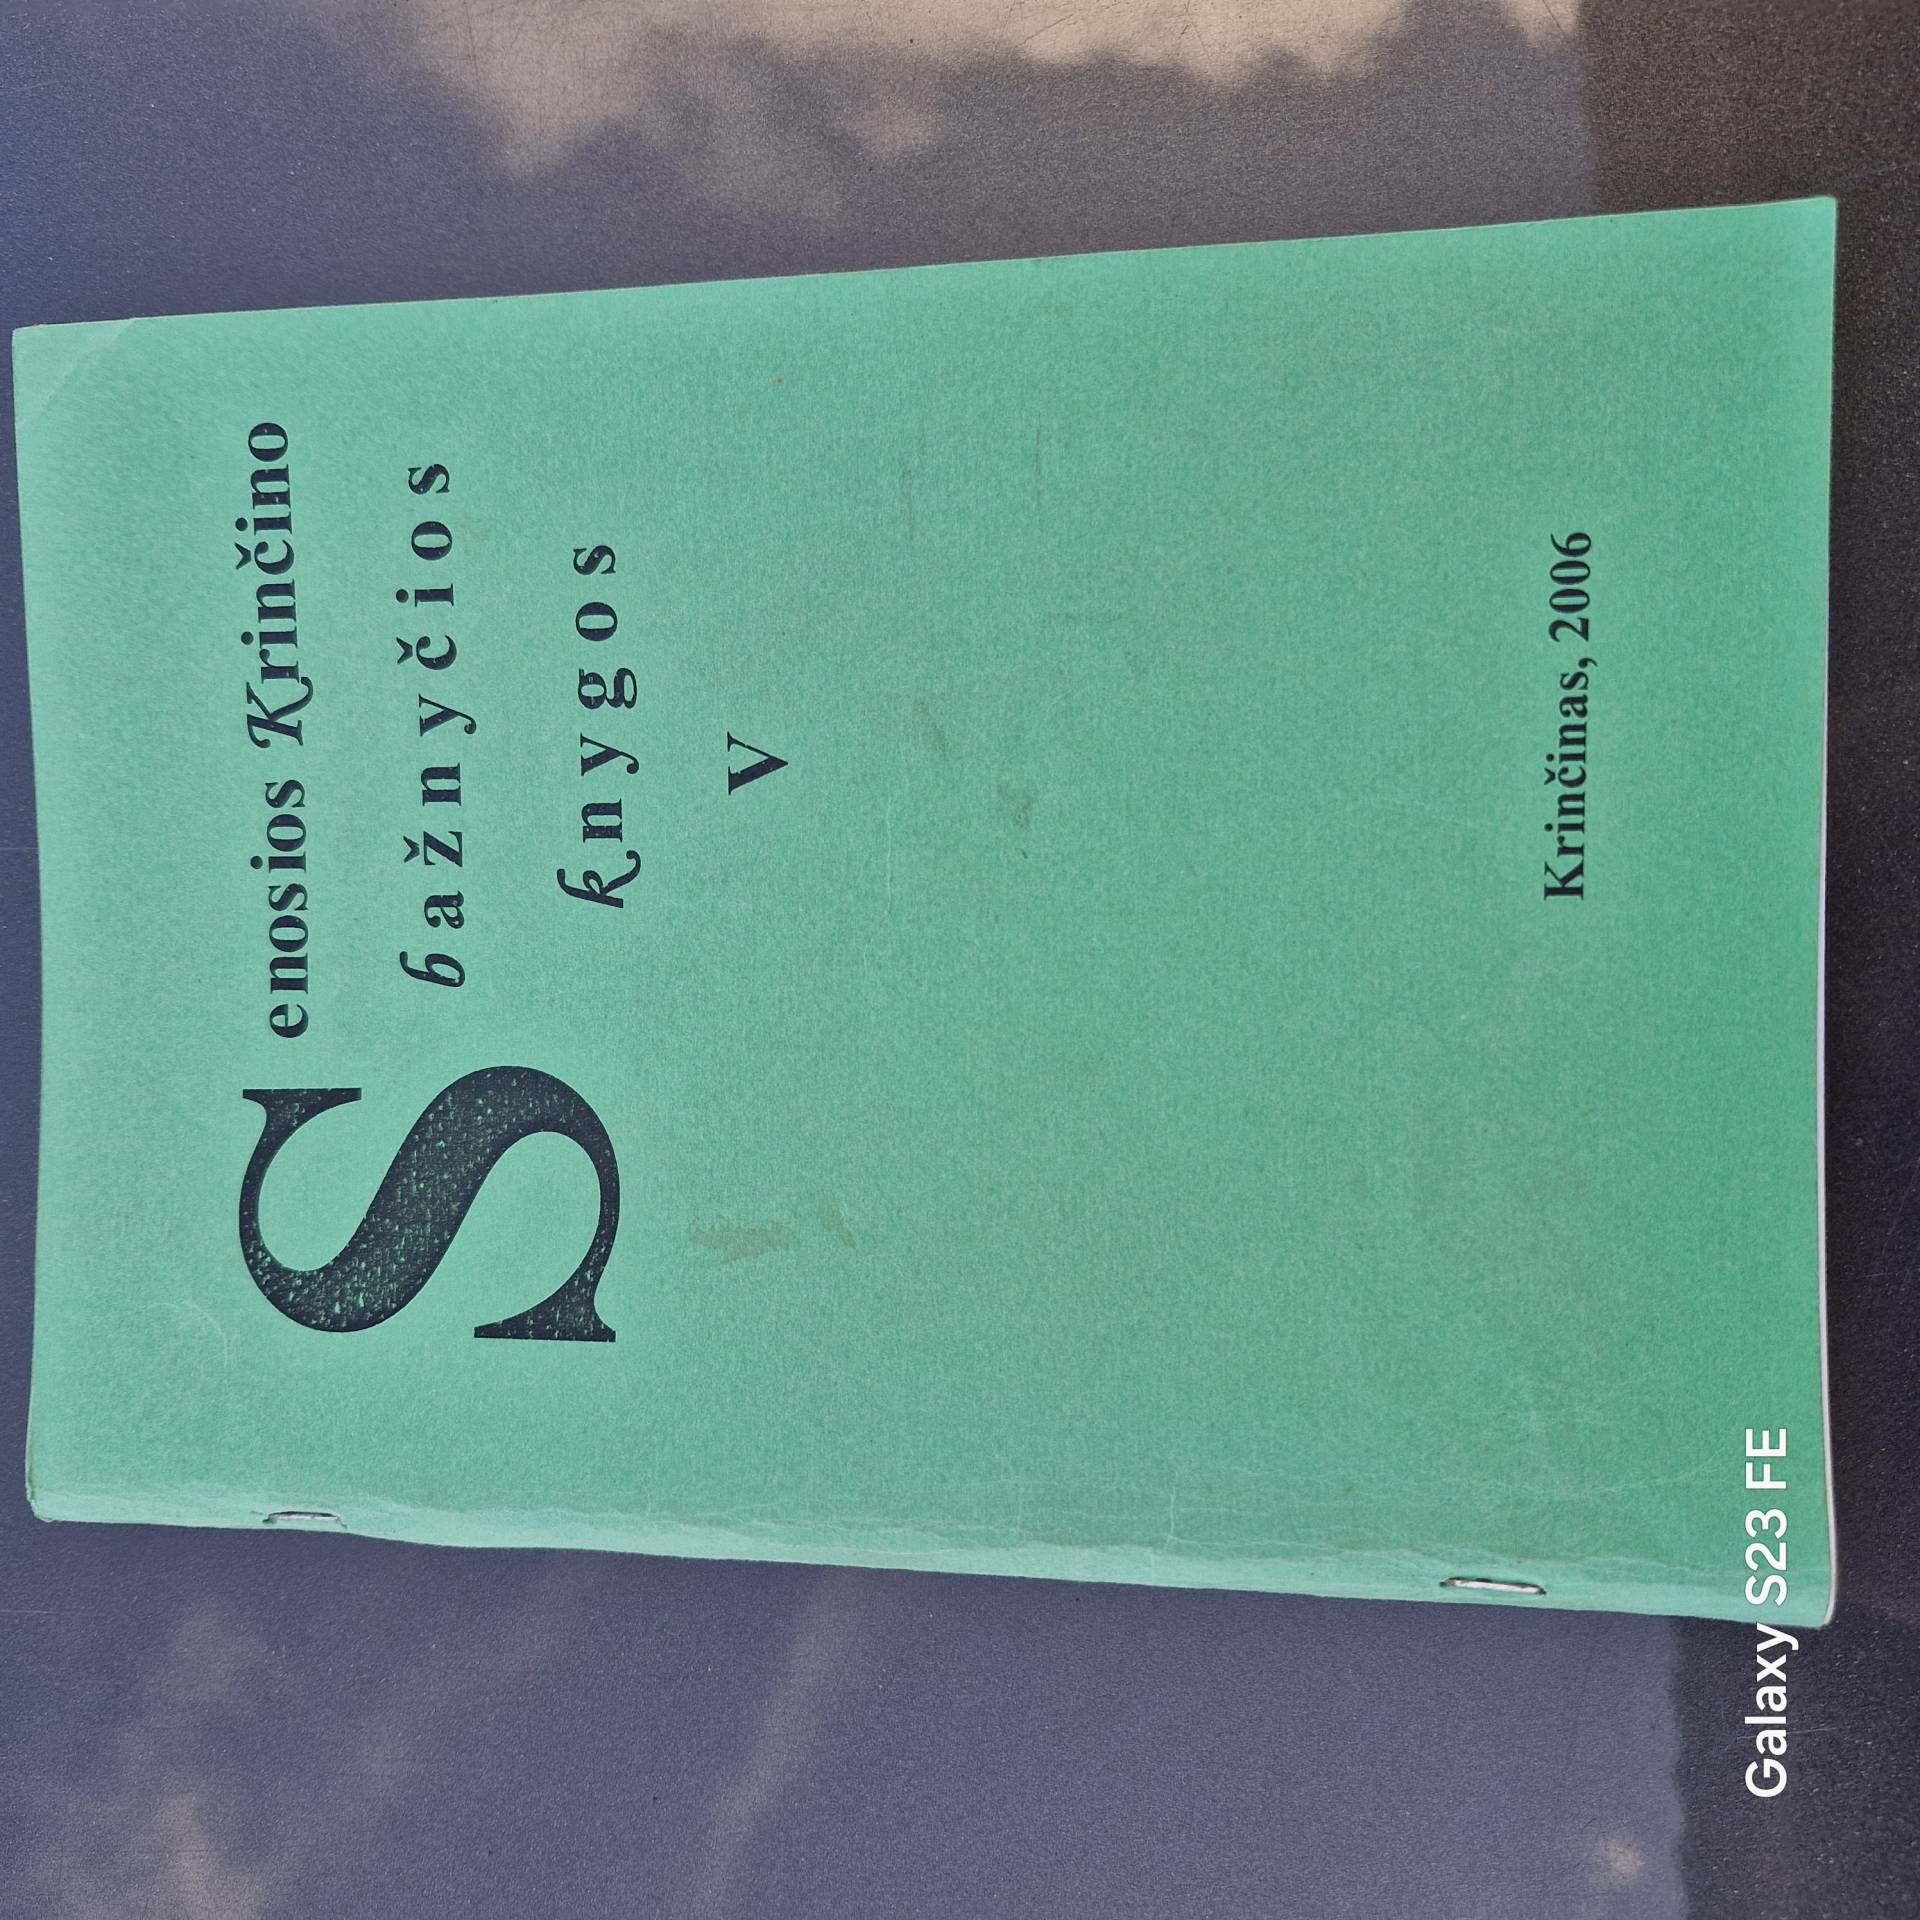 Senosios Krinčino
bažnyčios
knygos
V
Krinčinas, 2006
Galaxy S23 FE